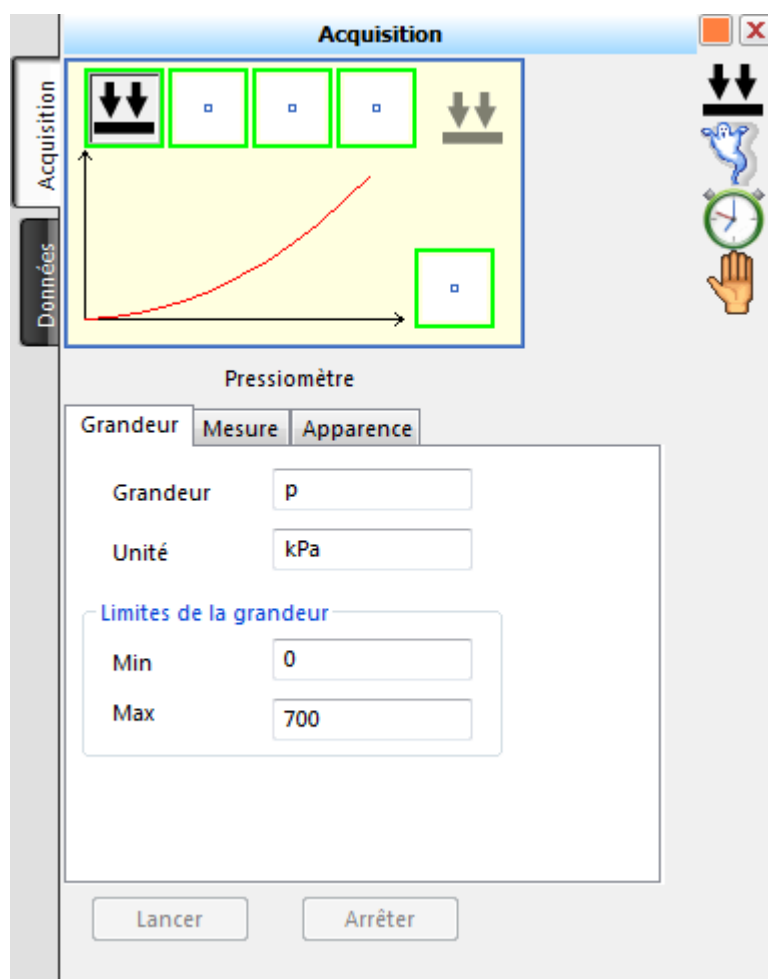 Acquisition
Acquisition
Données
Pressiomètre
Grandeur Mesure Apparence
Grandeur p
Unité kPa
Limites de la grandeur
Min 0
Max 700
Lancer Arrêter